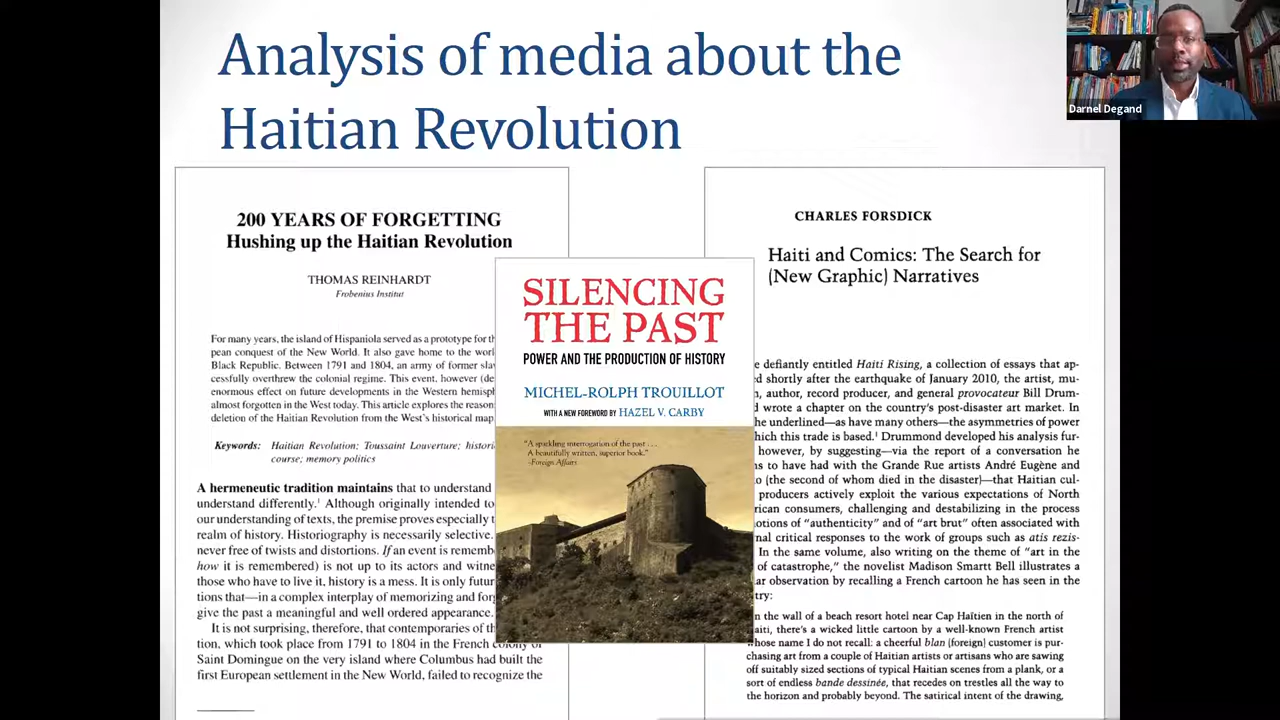 Analysis of media about the
Haitian Revolution
Darnel Degand
200 YEARS OF FORGETTING
Hushing up the Haitian Revolution
THOMAS REINHARDT
Frobenius Institut
For many years, the island of Hispaniola served as a prototype for th
pean conquest of the New World. It also gave home to the worl
Black Republic. Between 1791 and 1804, an army of former sla
cessfully overthrew the colonial regime. This event, however (de
enormous effect on future developments in the Western hemisp
almost forgotten in the West today. This article explores the reason
deletion of the Haitian Revolution from the West's historical map
Keywords: Haitian Revolution; Toussaint Louverture; histori
course; memory politics
A hermeneutic tradition maintains that to understand
understand differently.¹ Although originally intended to
our understanding of texts, the premise proves especially t
realm of history. Historiography is necessarily selective.
never free of twists and distortions. If an event is rememb
how it is remembered) is not up to its actors and witne
those who have to live it, history is a mess. It is only futur
tions that—in a complex interplay of memorizing and forg
give the past a meaningful and well ordered appearance.
It is not surprising, therefore, that contemporaries of th
tion, which took place from 1791 to 1804 in the French colony of
Saint Domingue on the very island where Columbus had built the
first European settlement in the New World, failed to recognize the
SILENCING
THE PAST
POWER AND THE PRODUCTION OF HISTORY
MICHEL-ROLPH TROUILLOT
WITH A NEW FOREWORD BY HAZEL V. CARBY
"A sparkling interrogation of the past . . .
A beautifully written, superior book."
–Foreign Affairs
CHARLES FORSDICK
Haiti and Comics: The Search for
(New Graphic) Narratives
e defiantly entitled Haiti Rising, a collection of essays that ap-
d shortly after the earthquake of January 2010, the artist, mu-
n, author, record producer, and general provocateur Bill Drum-
d wrote a chapter on the country's post-disaster art market. In
he underlined—as have many others—the asymmetries of power
hich this trade is based.¹ Drummond developed his analysis fur-
however, by suggesting—via the report of a conversation he
ns to have had with the Grande Rue artists André Eugène and
o (the second of whom died in the disaster)—that Haitian cul-
producers actively exploit the various expectations of North
rican consumers, challenging and destabilizing in the process
otions of "authenticity" and of "art brut" often associated with
nal critical responses to the work of groups such as atis rezis-
In the same volume, also writing on the theme of "art in the
of catastrophe," the novelist Madison Smartt Bell illustrates a
ar observation by recalling a French cartoon he has seen in the
try:
n the wall of a beach resort hotel near Cap Haïtien in the north of
aiti, there's a wicked little cartoon by a well-known French artist
whose name I do not recall: a cheerful blan (foreign) customer is pur-
chasing art from a couple of Haitian artists or artisans who are sawing
off suitably sized sections of typical Haitian scenes from a plank, or a
sort of endless bande dessinée, that recedes on trestles all the way to
the horizon and probably beyond. The satirical intent of the drawing,